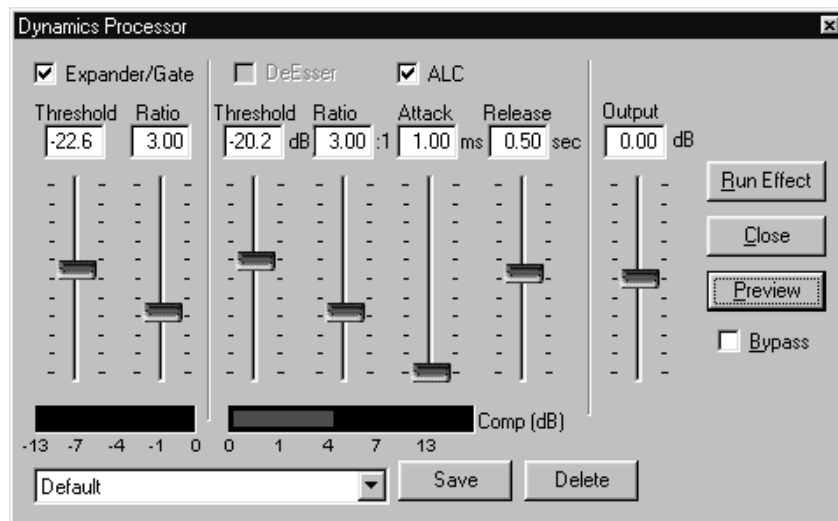 Dynamics Processor
Expander/Gate DeEsser ALC
Threshold Ratio Threshold Ratio Attack Release Output
-22.6 3.00 -20.2 dB 3.00 :1 1.00 ms 0.50 sec 0.00 dB
Run Effect
Close
Preview
Bypass
Comp (dB)
-13 -7 -4 -1 0 0 1 4 7 13
Default Save Delete